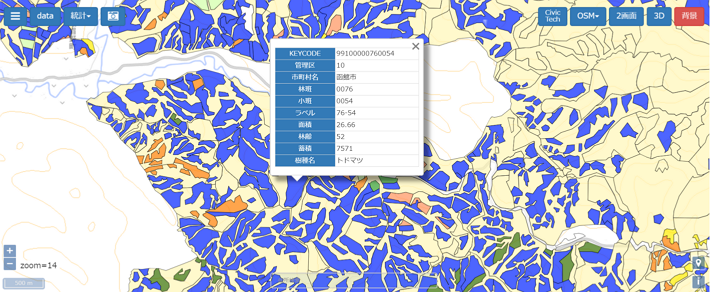 data
統計
Civic Tech
OSM
2画面
3D
背景
×
KEYCODE 99100000760054
管理区 10
市町村名 函館市
林班 0076
小班 0054
ラベル 76-54
面積 26.66
林齢 52
蓄積 7571
樹種名 トドマツ
+
−
zoom=14
500 m
i